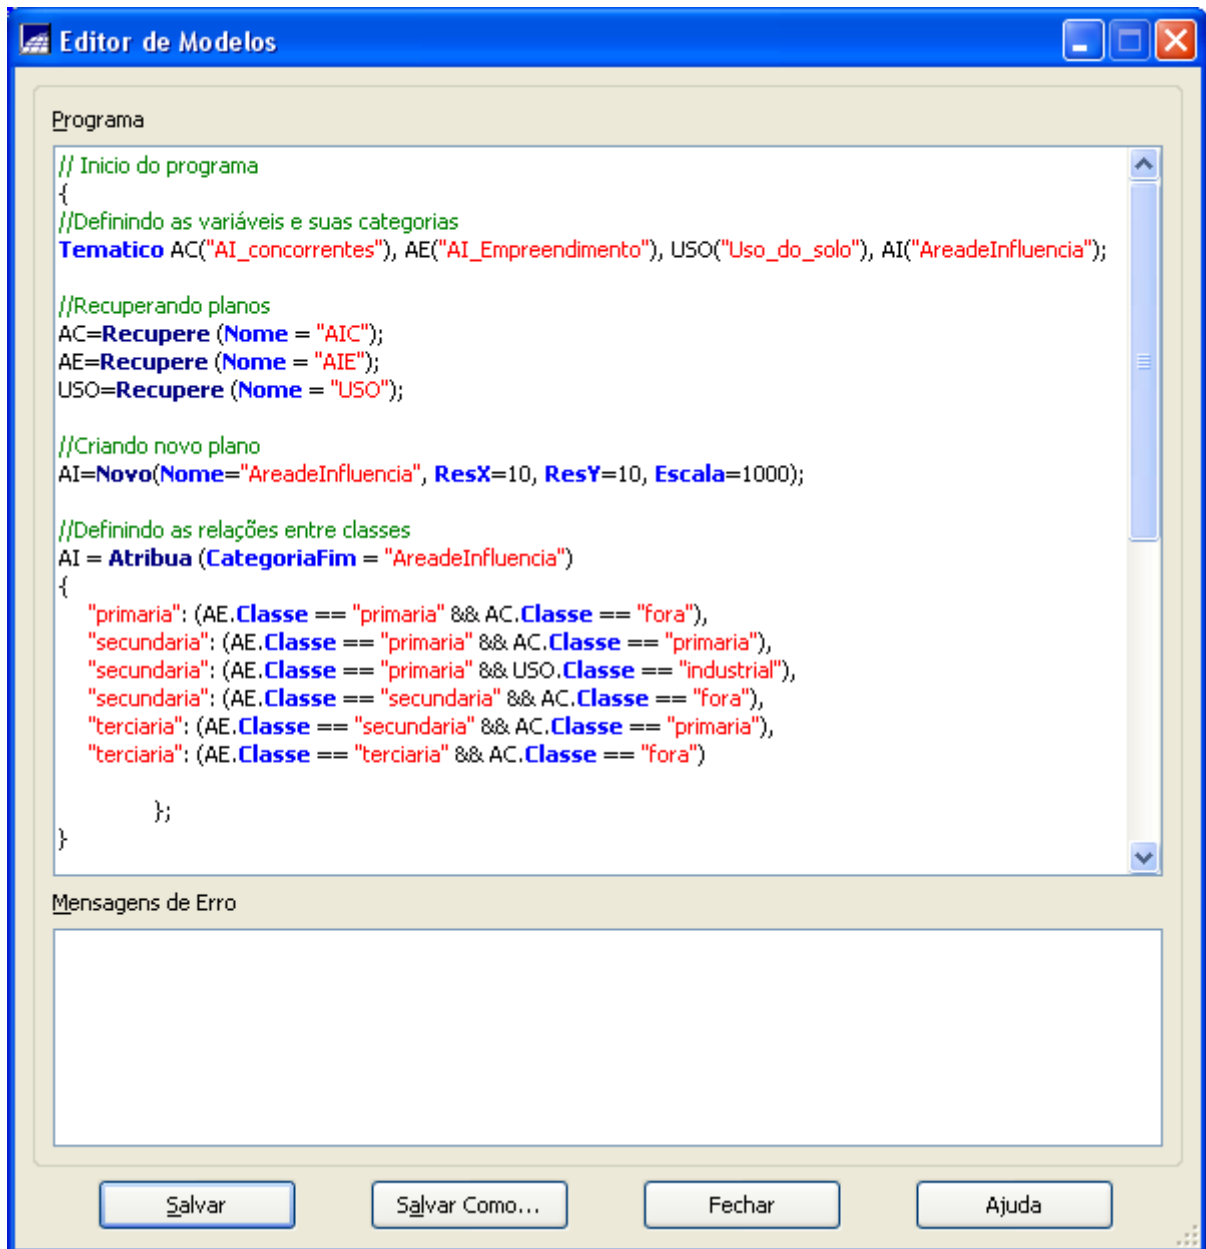 Editor de Modelos
Programa
// Inicio do programa
{
//Definindo as variáveis e suas categorias
Tematico AC("AI_concorrentes"), AE("AI_Empreendimento"), USO("Uso_do_solo"), AI("AreadeInfluencia");
//Recuperando planos
AC=Recupere (Nome = "AIC");
AE=Recupere (Nome = "AIE");
USO=Recupere (Nome = "USO");
//Criando novo plano
AI=Novo(Nome="AreadeInfluencia", ResX=10, ResY=10, Escala=1000);
//Definindo as relações entre classes
AI = Atribua (CategoriaFim = "AreadeInfluencia")
{
"primaria": (AE.Classe == "primaria" && AC.Classe == "fora"),
"secundaria": (AE.Classe == "primaria" && AC.Classe == "primaria"),
"secundaria": (AE.Classe == "primaria" && USO.Classe == "industrial"),
"secundaria": (AE.Classe == "secundaria" && AC.Classe == "fora"),
"terciaria": (AE.Classe == "secundaria" && AC.Classe == "primaria"),
"terciaria": (AE.Classe == "terciaria" && AC.Classe == "fora")
};
}
Mensagens de Erro
Salvar
Salvar Como...
Fechar
Ajuda